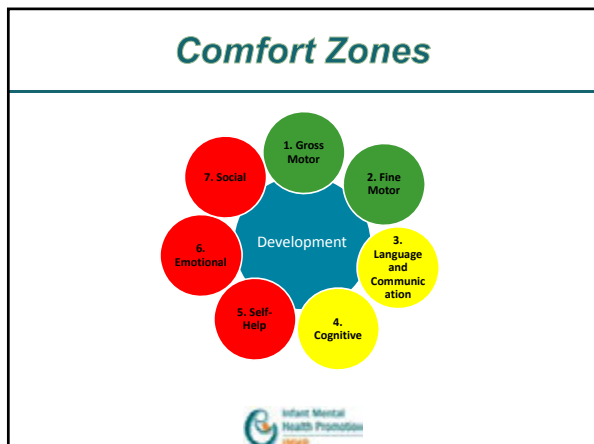 Comfort Zones
1. Gross
Motor
2. Fine
Motor
3.
Language
and
Communic
ation
4.
Cognitive
5. Self-
Help
6.
Emotional
7. Social
Development
Infant Mental
Health Promotion
IMHP